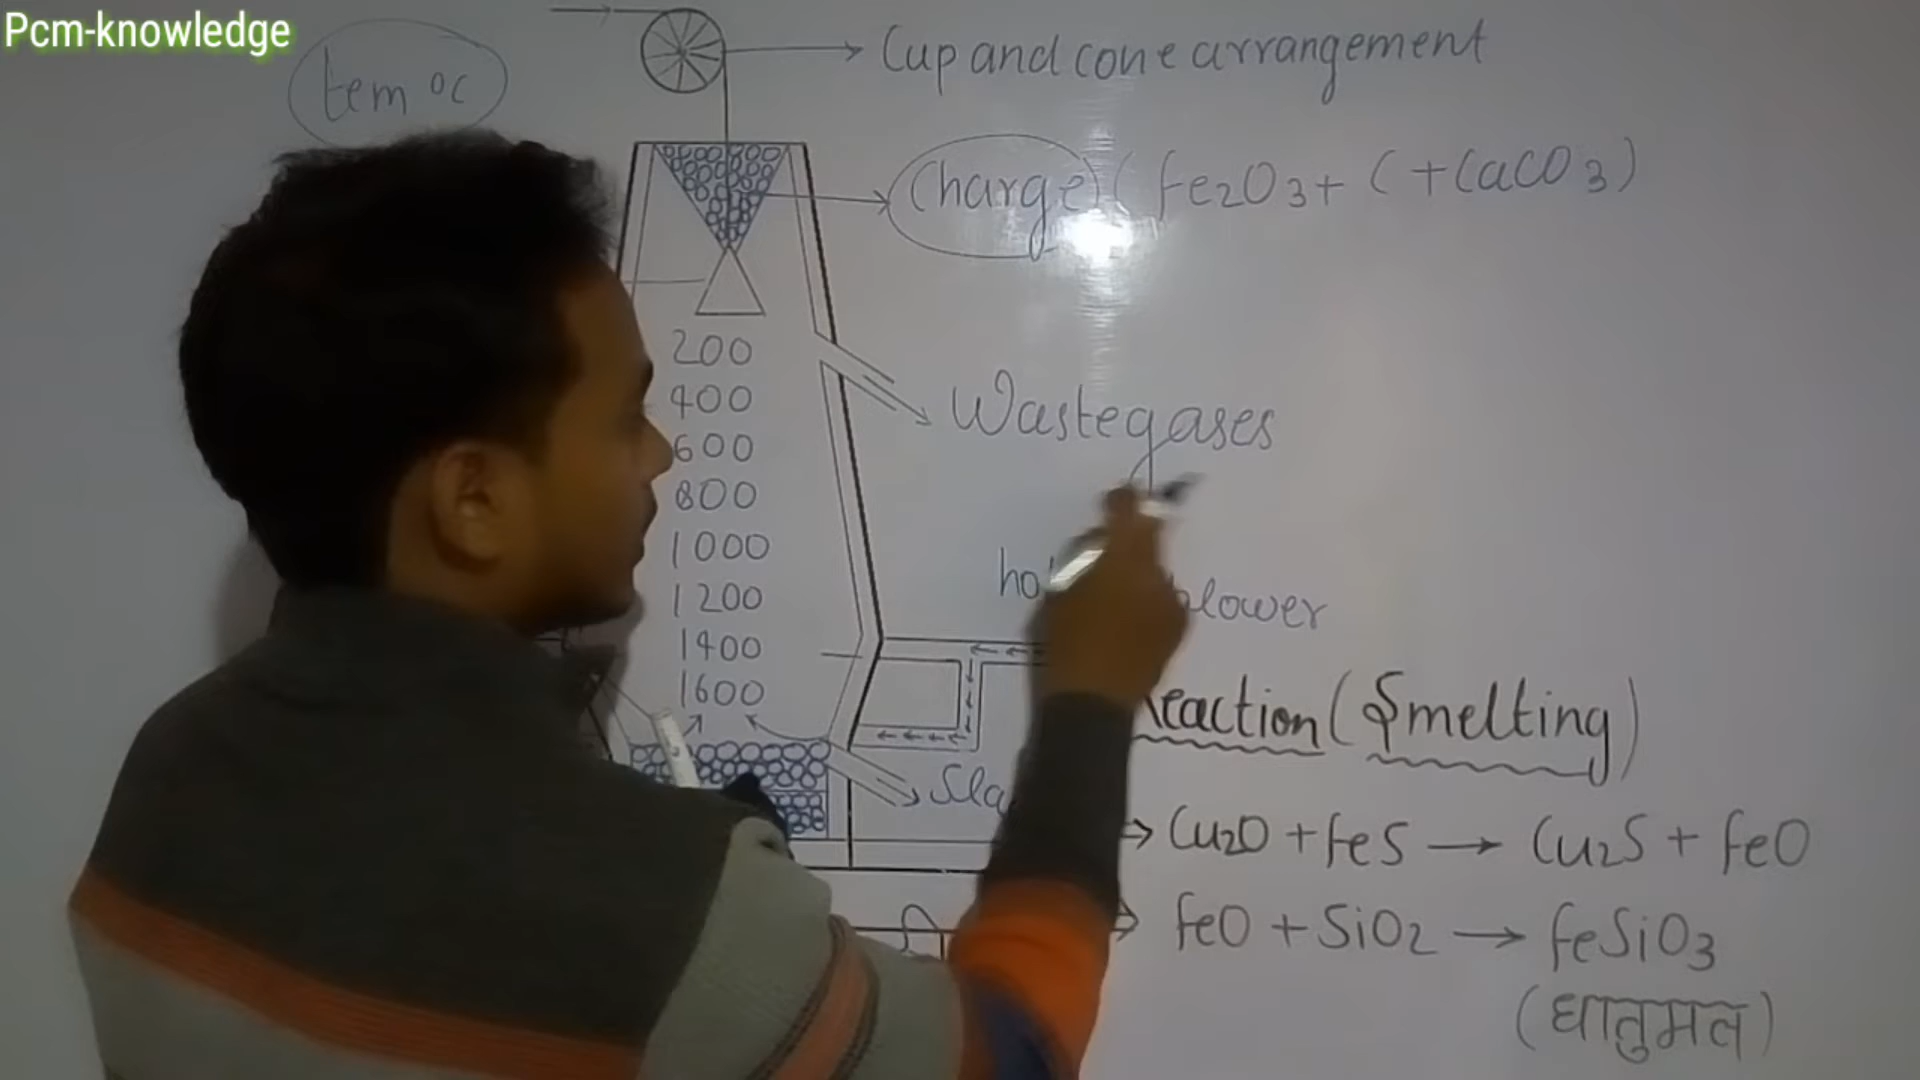 Pcm-knowledge
tem °c
Cup and cone arrangement
Charge (Fe2O3 + C + CaCO3)
200
400
600
800
1000
1200
1400
1600
Wastegases
Reaction (Smelting)
→ Cu2O + FeS → Cu2S + FeO
→ FeO + SiO2 → FeSiO3
(धातुमल)